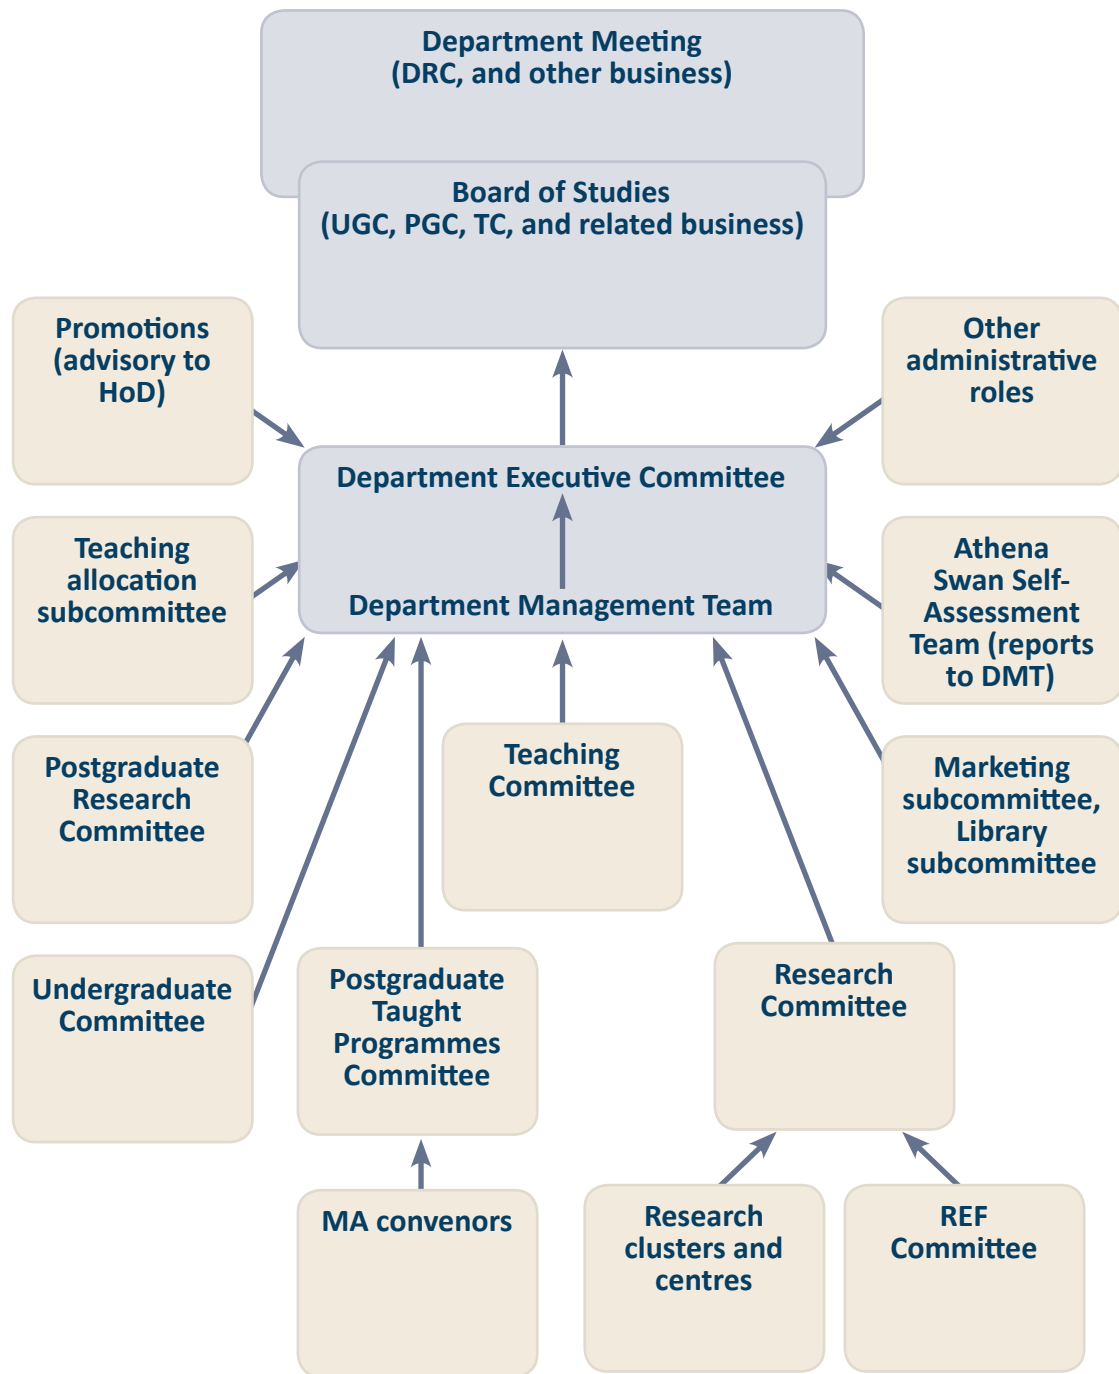 Department Meeting
(DRC, and other business)
Board of Studies
(UGC, PGC, TC, and related business)
Promotions
(advisory to
HoD)
Other
administrative
roles
Department Executive Committee
Department Management Team
Teaching
allocation
subcommittee
Athena
Swan Self-
Assessment
Team (reports
to DMT)
Postgraduate
Research
Committee
Teaching
Committee
Marketing
subcommittee,
Library
subcommittee
Undergraduate
Committee
Postgraduate
Taught
Programmes
Committee
Research
Committee
MA convenors
Research
clusters and
centres
REF
Committee